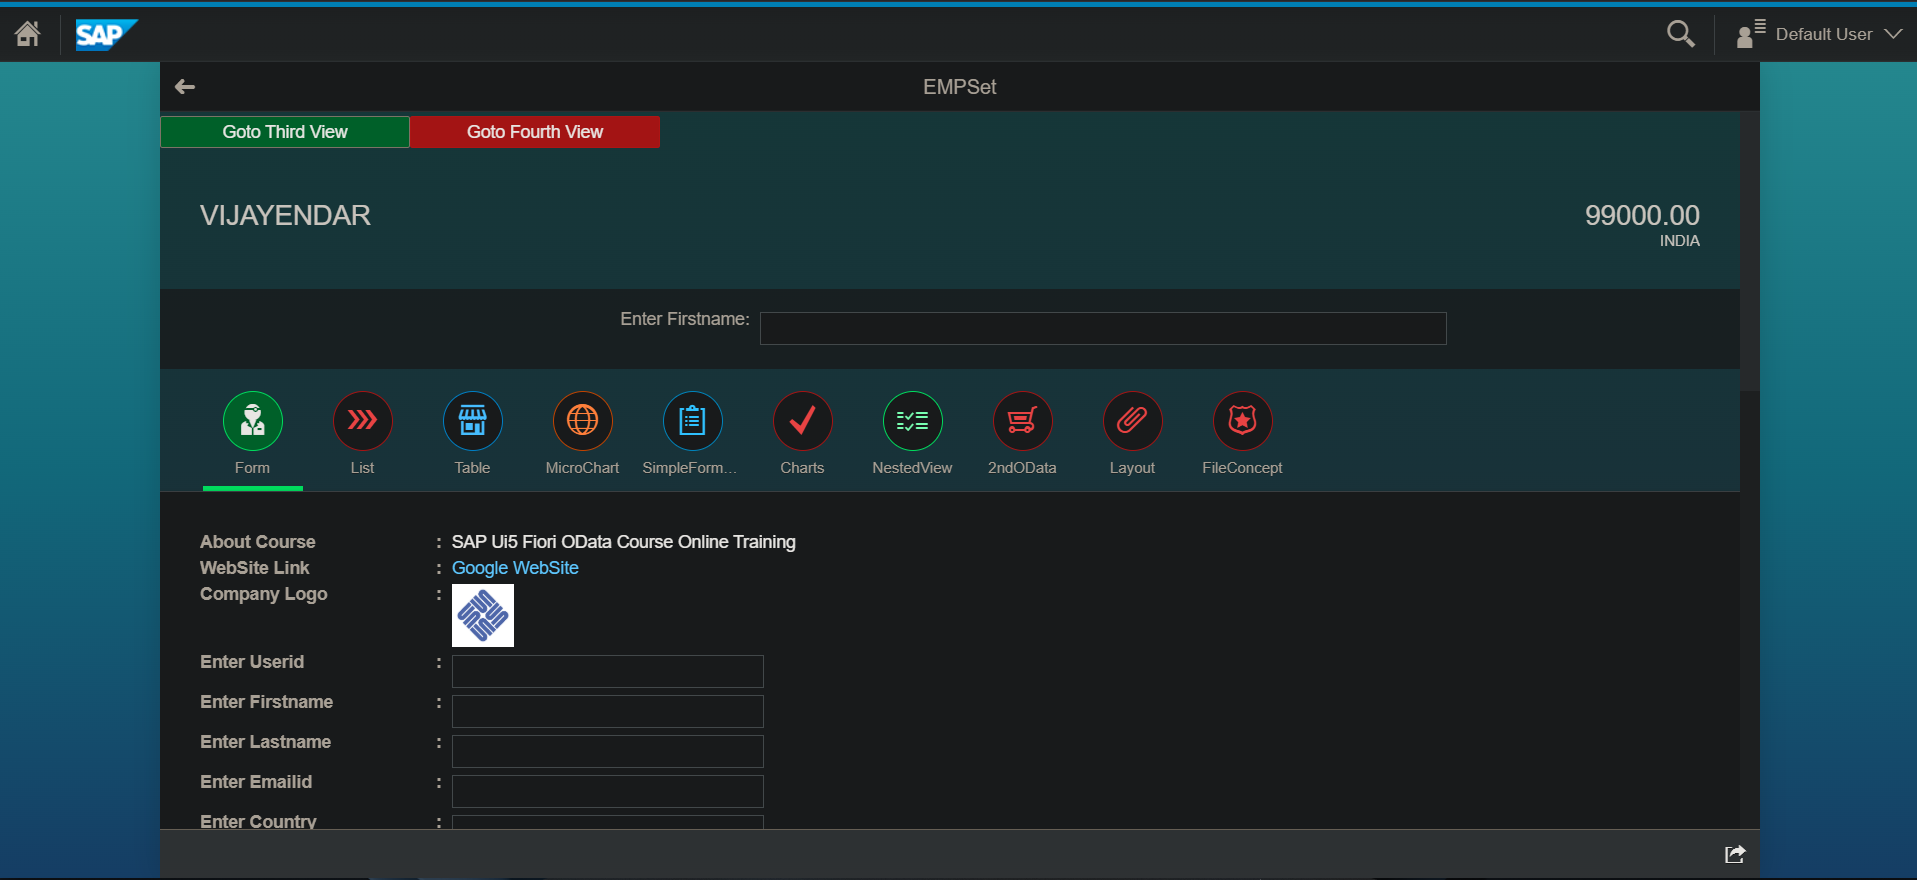 SAP
Default User
EMPSet
Goto Third View
Goto Fourth View
VIJAYENDAR
99000.00
INDIA
Enter Firstname:
Form
List
Table
MicroChart
SimpleForm...
Charts
NestedView
2ndOData
Layout
FileConcept
About Course : SAP Ui5 Fiori OData Course Online Training
WebSite Link : Google WebSite
Company Logo :
Enter Userid :
Enter Firstname :
Enter Lastname :
Enter Emailid :
Enter Country :